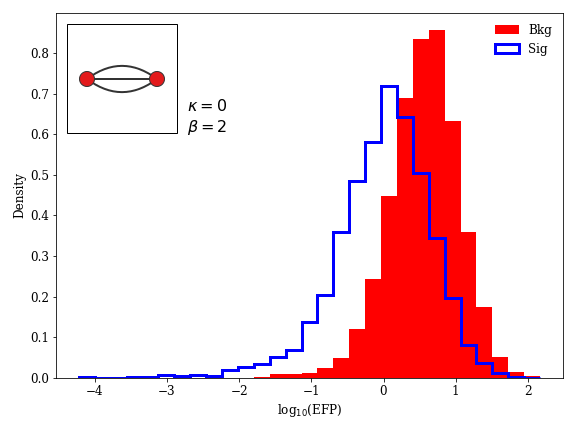 Bkg
Sig
κ = 0
β = 2
Density
0.8
0.7
0.6
0.5
0.4
0.3
0.2
0.1
0.0
−4 −3 −2 −1 0 1 2
log₁₀(EFP)